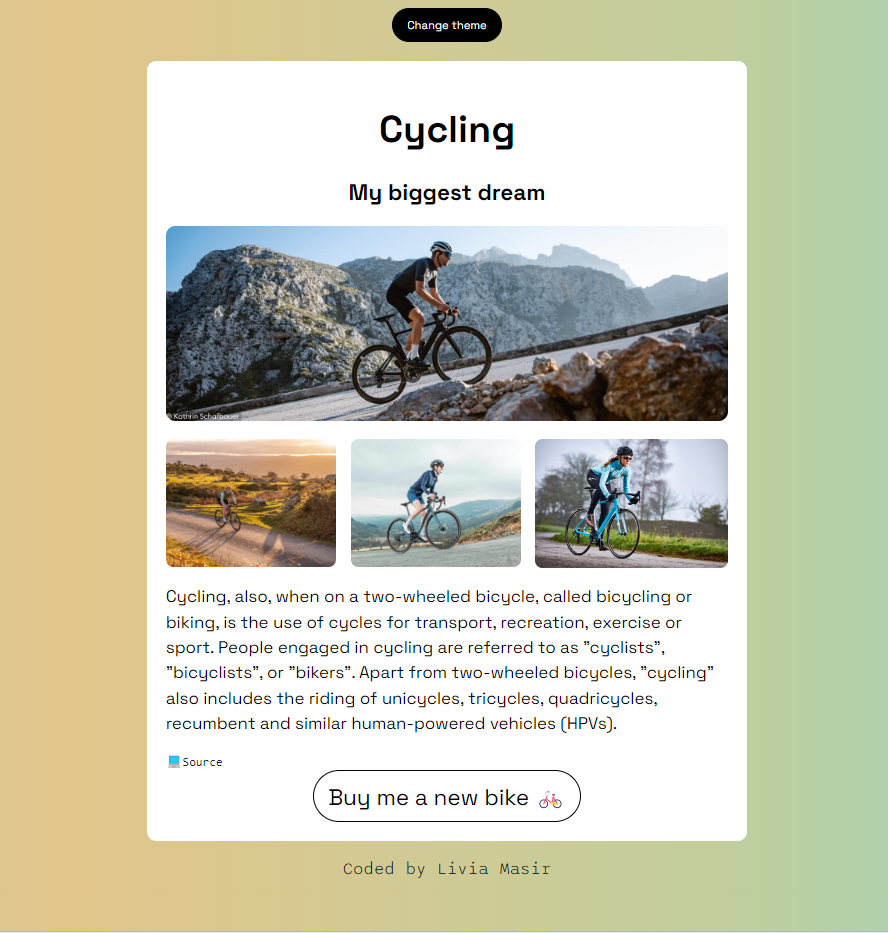 Change theme
Cycling
My biggest dream
© Kathrin Schafbauer
Cycling, also, when on a two-wheeled bicycle, called bicycling or
biking, is the use of cycles for transport, recreation, exercise or
sport. People engaged in cycling are referred to as "cyclists",
"bicyclists", or "bikers". Apart from two-wheeled bicycles, "cycling"
also includes the riding of unicycles, tricycles, quadricycles,
recumbent and similar human-powered vehicles (HPVs).
Source
Buy me a new bike 🚲
Coded by Livia Masir